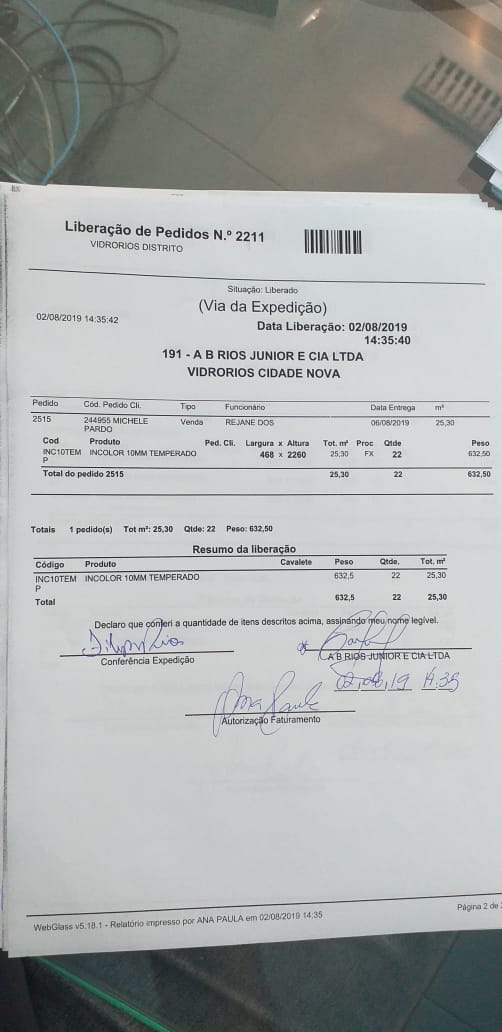 Liberação de Pedidos N.º 2211
VIDRORIOS DISTRITO
Situação: Liberado
(Via da Expedição)
02/08/2019 14:35:42
Data Liberação: 02/08/2019
14:35:40
191 - A B RIOS JUNIOR E CIA LTDA
VIDRORIOS CIDADE NOVA
Pedido Cód. Pedido Cli. Tipo Funcionário Data Entrega m²
2515 244955 MICHELE Venda REJANE DOS 06/08/2019 25,30
PARDO
Cod Produto Ped. Cli. Largura x Altura Tot. m² Proc Qtde Peso
INC10TEM INCOLOR 10MM TEMPERADO 468 x 2260 25,30 FX 22 632,50
P
Total do pedido 2515 25,30 22 632,50
Totais 1 pedido(s) Tot m²: 25,30 Qtde: 22 Peso: 632,50
Resumo da liberação
Código Produto Cavalete Peso Qtde. Tot. m²
INC10TEM INCOLOR 10MM TEMPERADO 632,5 22 25,30
P
Total 632,5 22 25,30
Declaro que conferi a quantidade de itens descritos acima, assinando meu nome legível.
Rios
Conferência Expedição A B RIOS JUNIOR E CIA LTDA
02,08,19 14:35
Ana Paula
Autorização Faturamento
WebGlass v5.18.1 - Relatório impresso por ANA PAULA em 02/08/2019 14:35
Página 2 de